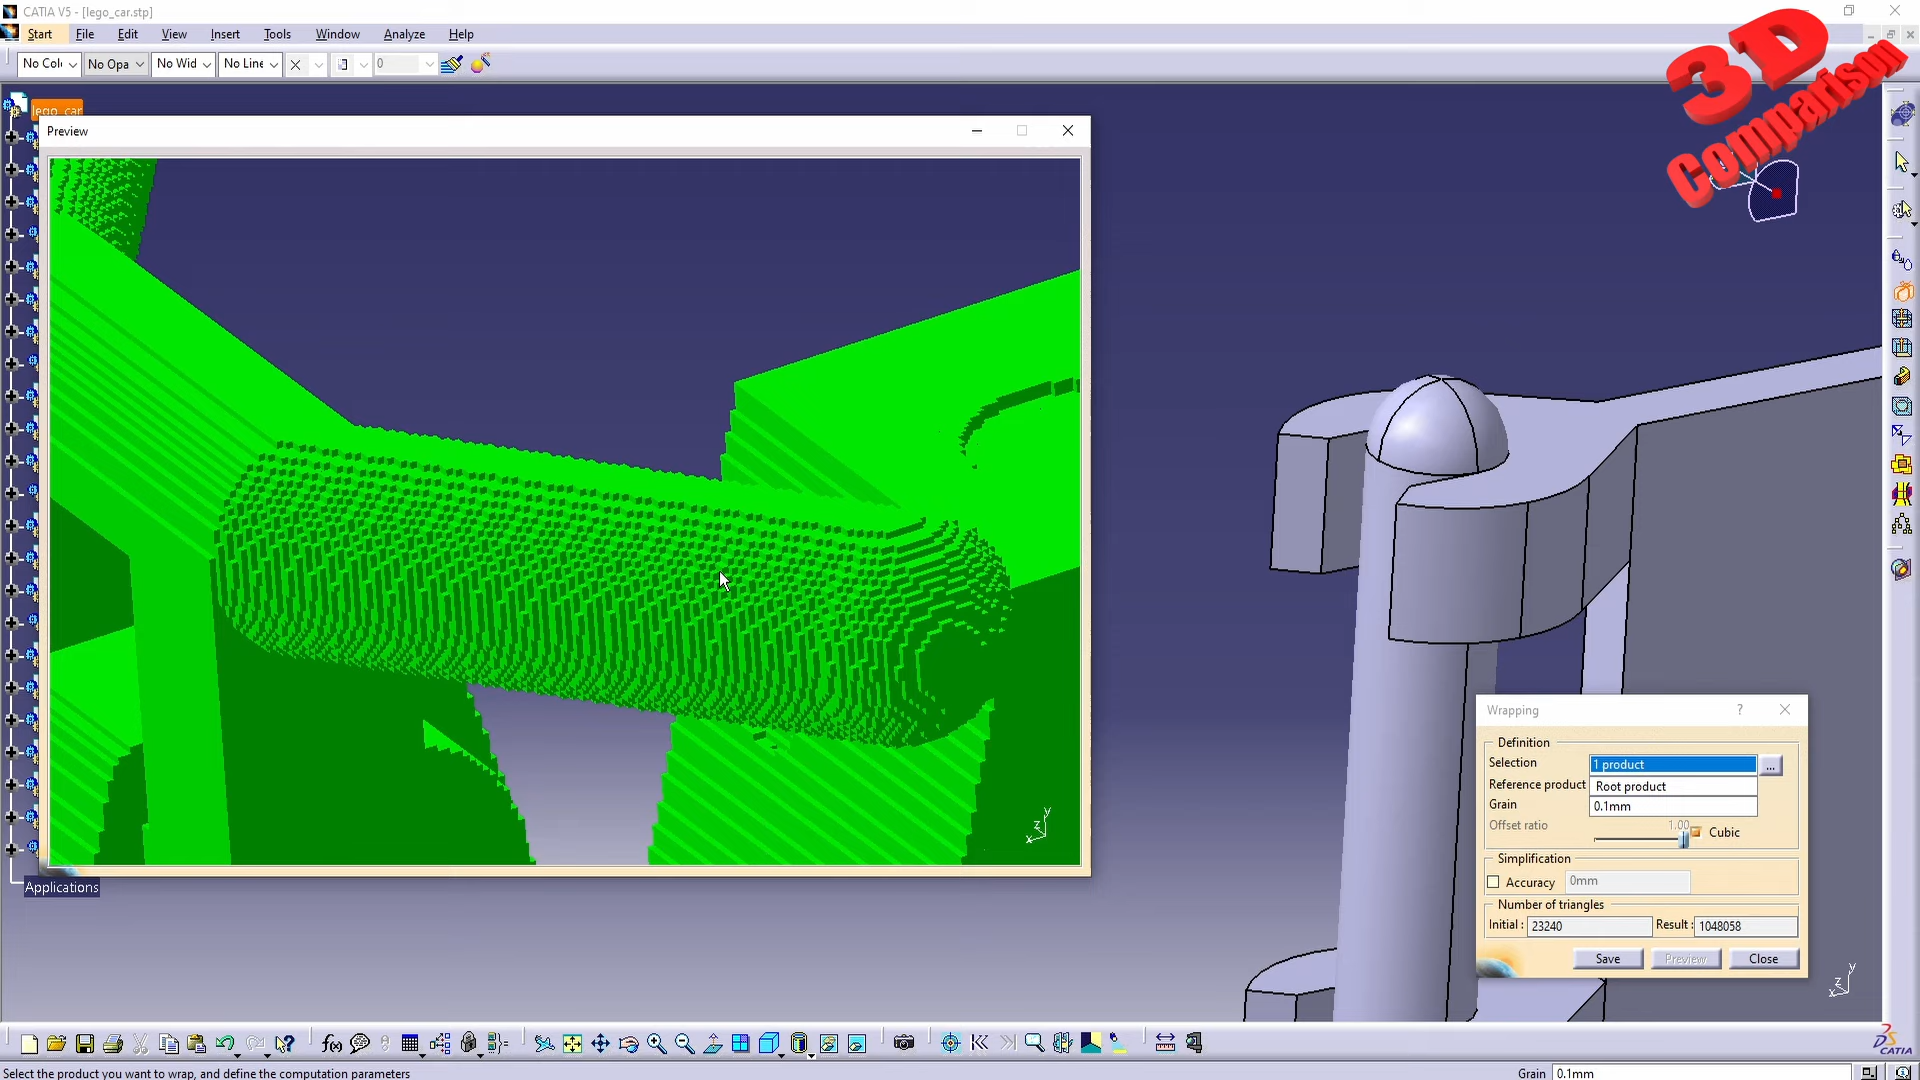 CATIA V5 - [lego_car.stp]
Start File Edit View Insert Tools Window Analyze Help
No Col No Opa No Wid No Line 0
lego_car
Preview
3D
Comparison
x z y
Wrapping ?
Definition
Selection 1 product ...
Reference product Root product
Grain 0.1mm
Offset ratio 1.00 Cubic
Simplification
Accuracy 0mm
Number of triangles
Initial : 23240 Result : 1048058
Save Preview Close
Applications
x z y
f(x)
CATIA
Select the product you want to wrap, and define the computation parameters Grain 0.1mm